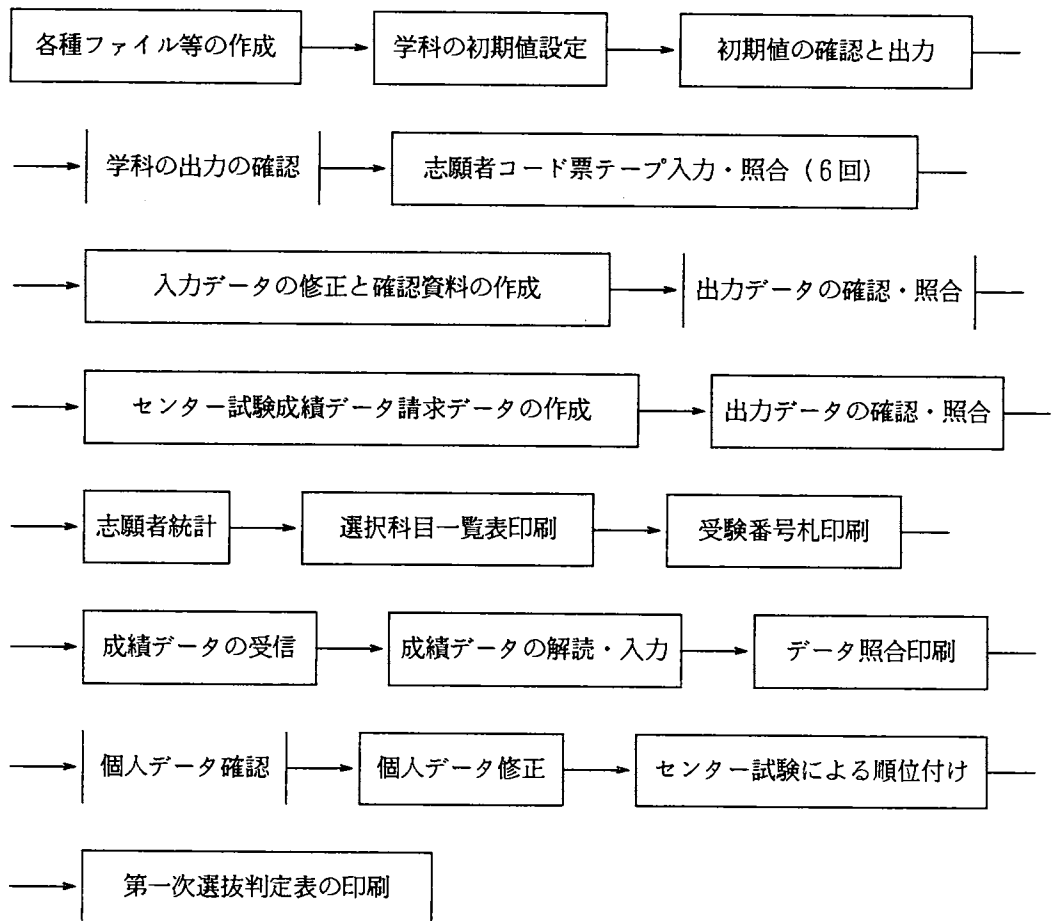 各種ファイル等の作成 学科の初期値設定 初期値の確認と出力
学科の出力の確認 志願者コード票テープ入力・照合（6回）
入力データの修正と確認資料の作成 出力データの確認・照合
センター試験成績データ請求データの作成 出力データの確認・照合
志願者統計 選択科目一覧表印刷 受験番号札印刷
成績データの受信 成績データの解読・入力 データ照合印刷
個人データ確認 個人データ修正 センター試験による順位付け
第一次選抜判定表の印刷